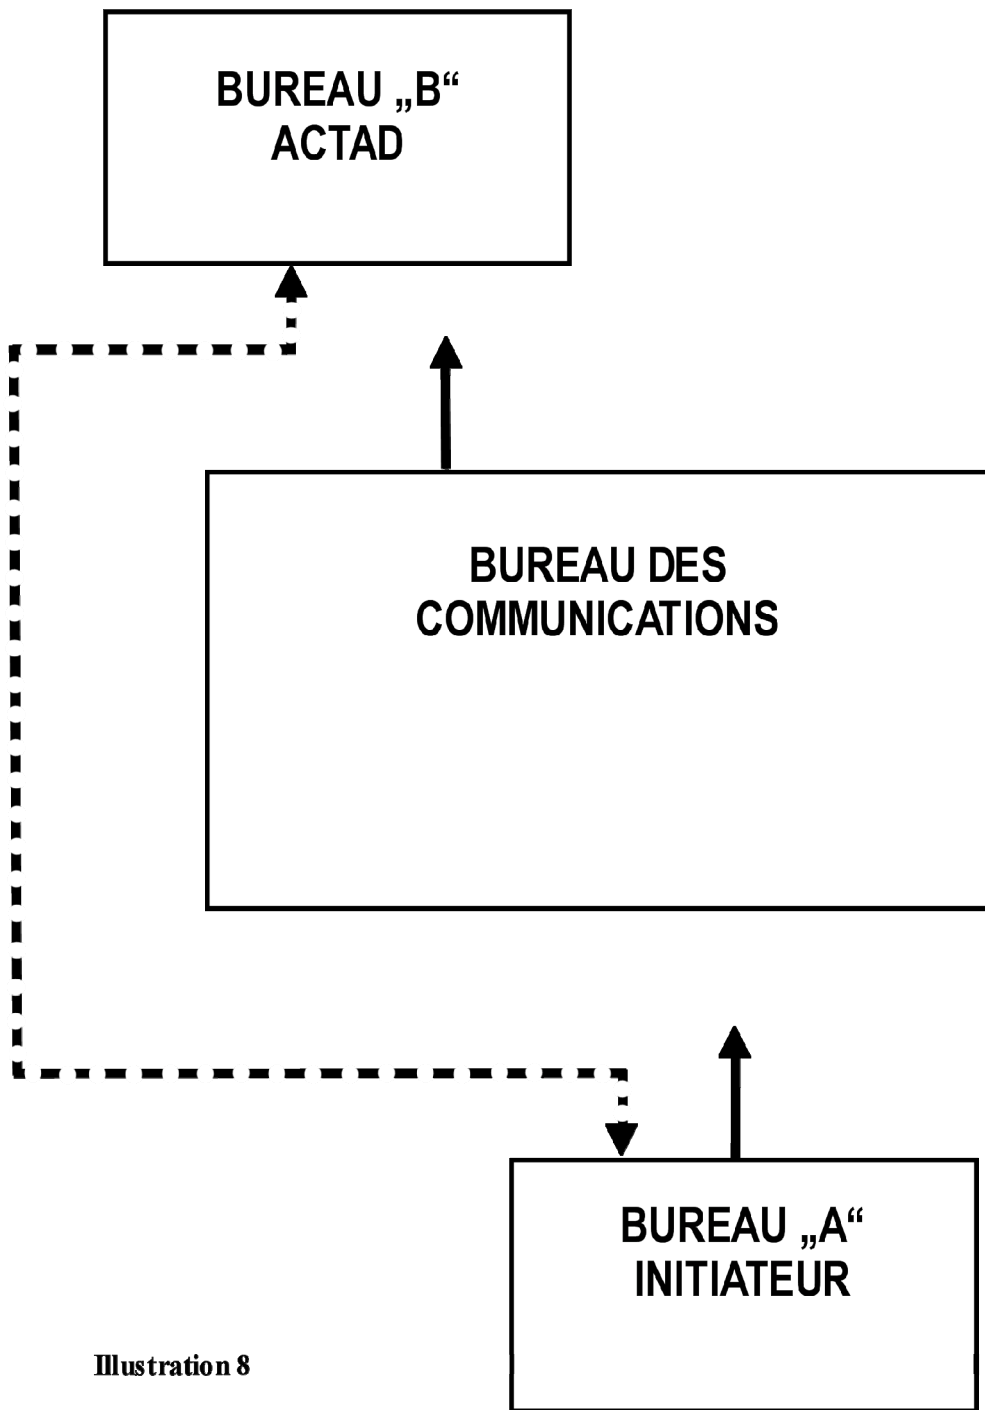 BUREAU „B“
ACTAD
BUREAU DES
COMMUNICATIONS
BUREAU „A“
INITIATEUR
Illustration 8